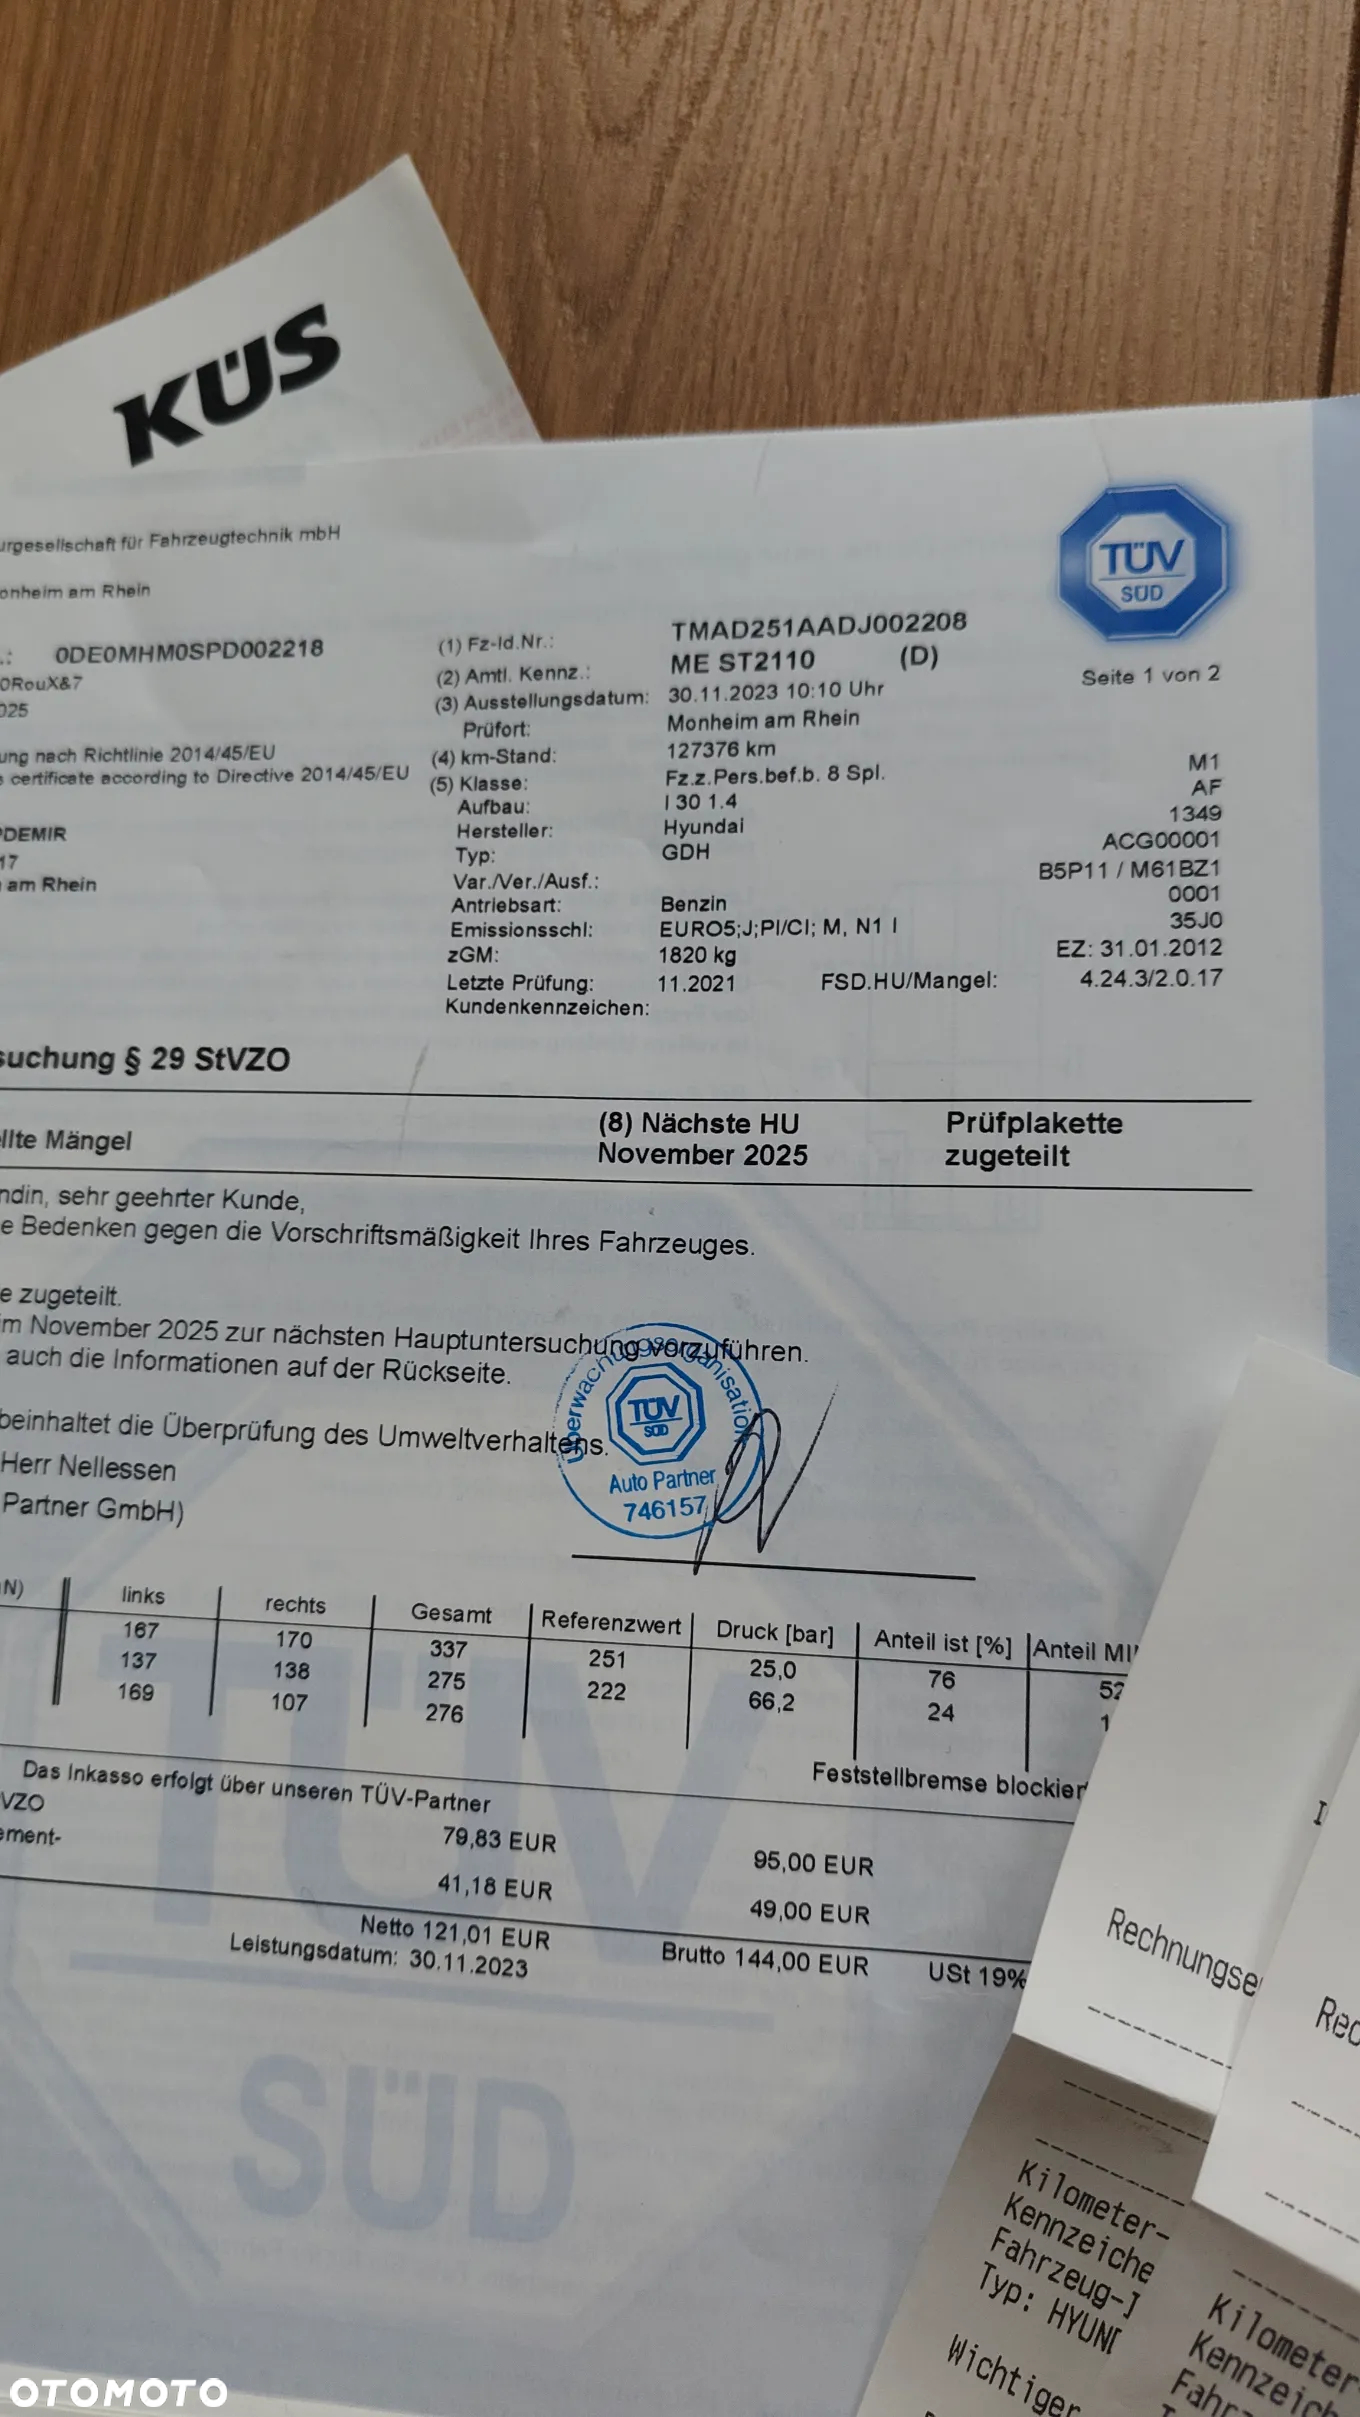 KÜS
urgesellschaft für Fahrzeugtechnik mbH
onheim am Rhein
TÜV
SÜD
Seite 1 von 2
.: 0DE0MHM0SPD002218
0RouX&7
025
ung nach Richtlinie 2014/45/EU
certificate according to Directive 2014/45/EU
DEMIR
17
am Rhein
(1) Fz-Id.Nr.: TMAD251AADJ002208
(2) Amtl. Kennz.: ME ST2110 (D)
(3) Ausstellungsdatum: 30.11.2023 10:10 Uhr
Prüfort: Monheim am Rhein
(4) km-Stand: 127376 km
(5) Klasse: Fz.z.Pers.bef.b. 8 Spl. M1
Aufbau: I 30 1.4 AF
Hersteller: Hyundai 1349
Typ: GDH ACG00001
Var./Ver./Ausf.: B5P11 / M61BZ1
Antriebsart: Benzin 0001
Emissionsschl: EURO5;J;PI/CI; M, N1 I 35J0
zGM: 1820 kg EZ: 31.01.2012
Letzte Prüfung: 11.2021 FSD.HU/Mangel: 4.24.3/2.0.17
Kundenkennzeichen:
suchung § 29 StVZO
llte Mängel
(8) Nächste HU
November 2025
Prüfplakette
zugeteilt
ndin, sehr geehrter Kunde,
e Bedenken gegen die Vorschriftsmäßigkeit Ihres Fahrzeuges.
e zugeteilt.
im November 2025 zur nächsten Hauptuntersuchung vorzuführen.
auch die Informationen auf der Rückseite.
beinhaltet die Überprüfung des Umweltverhaltens.
Herr Nellessen
Partner GmbH)
Überwachungsorganisation
TÜV
SÜD
Auto Partner
746157
N) links rechts Gesamt Referenzwert Druck [bar] Anteil ist [%] Anteil MI
167 170 337 251 25,0 76 52
137 138 275 222 66,2 24 1
169 107 276
Feststellbremse blockier
Das Inkasso erfolgt über unseren TÜV-Partner
VZO 79,83 EUR 95,00 EUR
ement- 41,18 EUR 49,00 EUR
Netto 121,01 EUR Brutto 144,00 EUR USt 19%
Leistungsdatum: 30.11.2023
TÜV
SÜD
Rechnungse
Rec
Kilometer-
Kennzeiche
Fahrzeug-I
Typ: HYUND
Wichtiger
Kilometer
Kennzeich
Fahrz
OTOMOTO